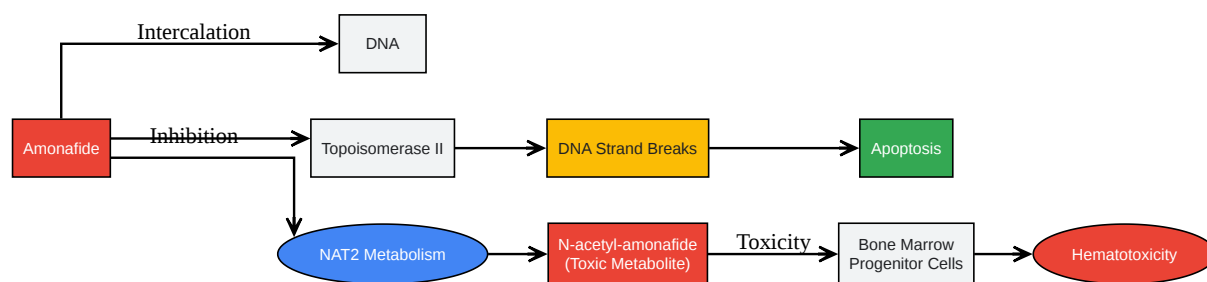 Intercalation
DNA
Amonafide
Inhibition
Topoisomerase II
DNA Strand Breaks
Apoptosis
NAT2 Metabolism
N-acetyl-amonafide
(Toxic Metabolite)
Toxicity
Bone Marrow
Progenitor Cells
Hematotoxicity